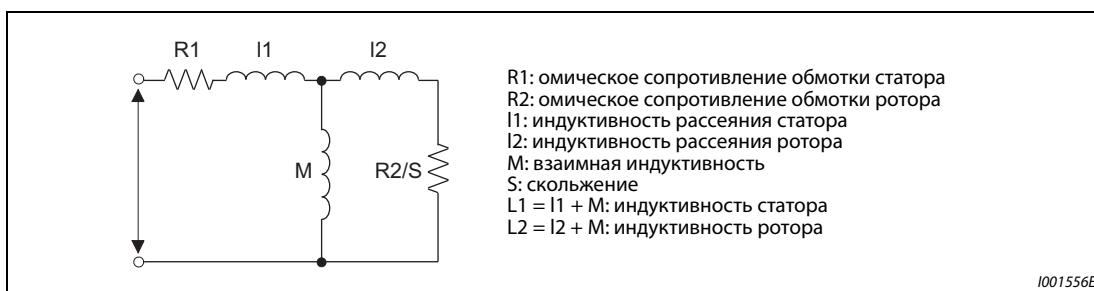 R1 l1 l2
M R2/S
R1: омическое сопротивление обмотки статора
R2: омическое сопротивление обмотки ротора
l1: индуктивность рассеяния статора
l2: индуктивность рассеяния ротора
M: взаимная индуктивность
S: скольжение
L1 = l1 + M: индуктивность статора
L2 = l2 + M: индуктивность ротора
I001556E